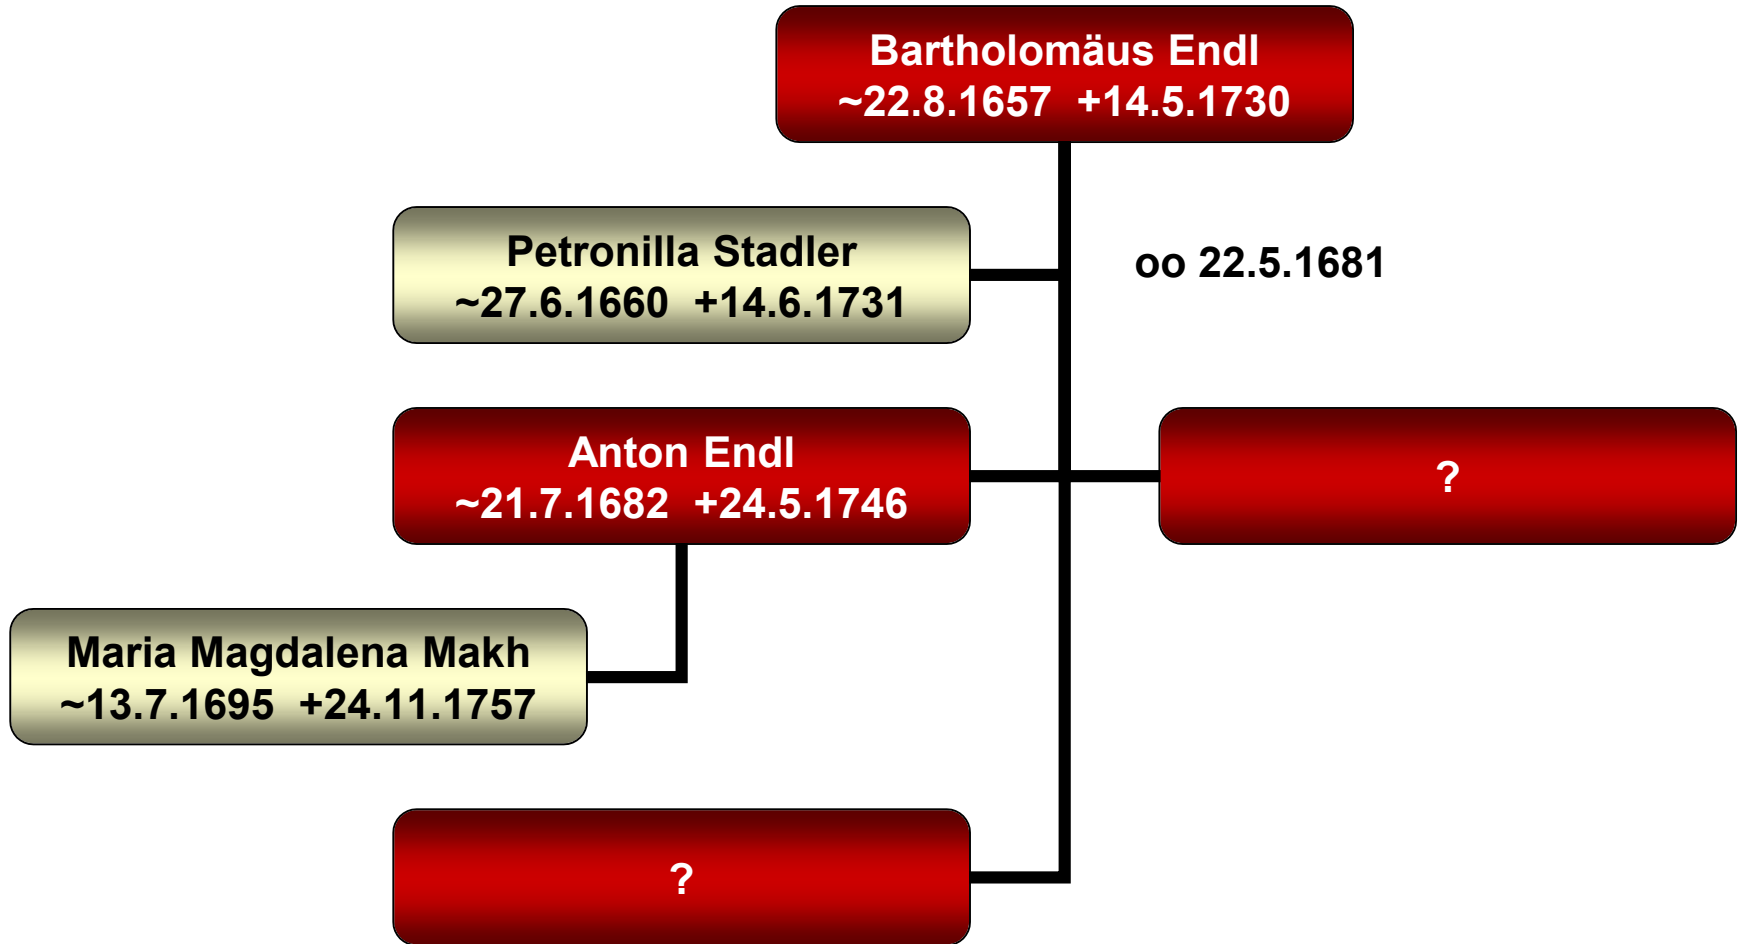 Bartholomäus Endl
~22.8.1657 +14.5.1730
Petronilla Stadler
~27.6.1660 +14.6.1731
oo 22.5.1681
Anton Endl
~21.7.1682 +24.5.1746
?
Maria Magdalena Makh
~13.7.1695 +24.11.1757
?